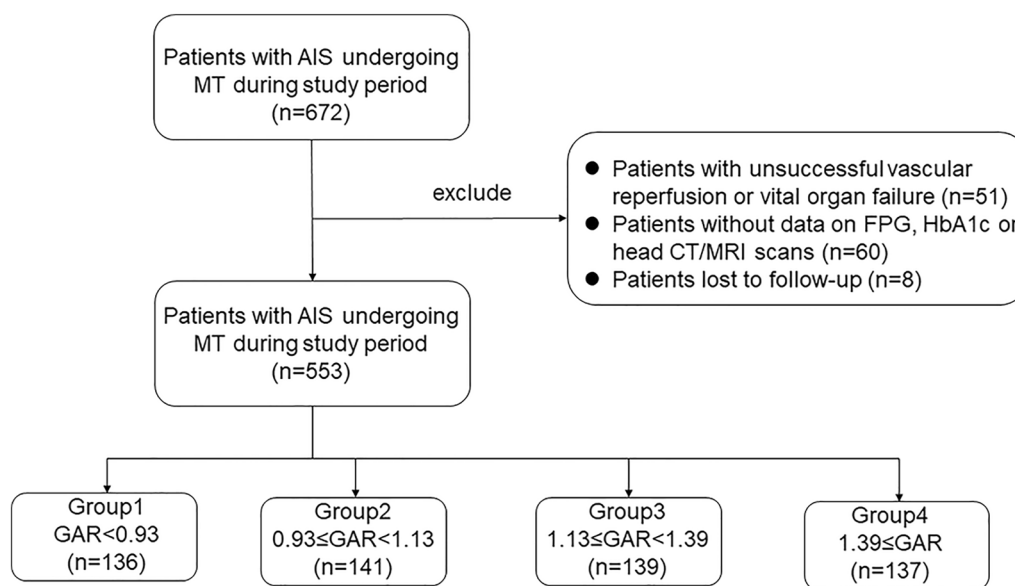 Patients with AIS undergoing
MT during study period
(n=672)
exclude
● Patients with unsuccessful vascular
reperfusion or vital organ failure (n=51)
● Patients without data on FPG, HbA1c or
head CT/MRI scans (n=60)
● Patients lost to follow-up (n=8)
Patients with AIS undergoing
MT during study period
(n=553)
Group1
GAR<0.93
(n=136)
Group2
0.93≤GAR<1.13
(n=141)
Group3
1.13≤GAR<1.39
(n=139)
Group4
1.39≤GAR
(n=137)